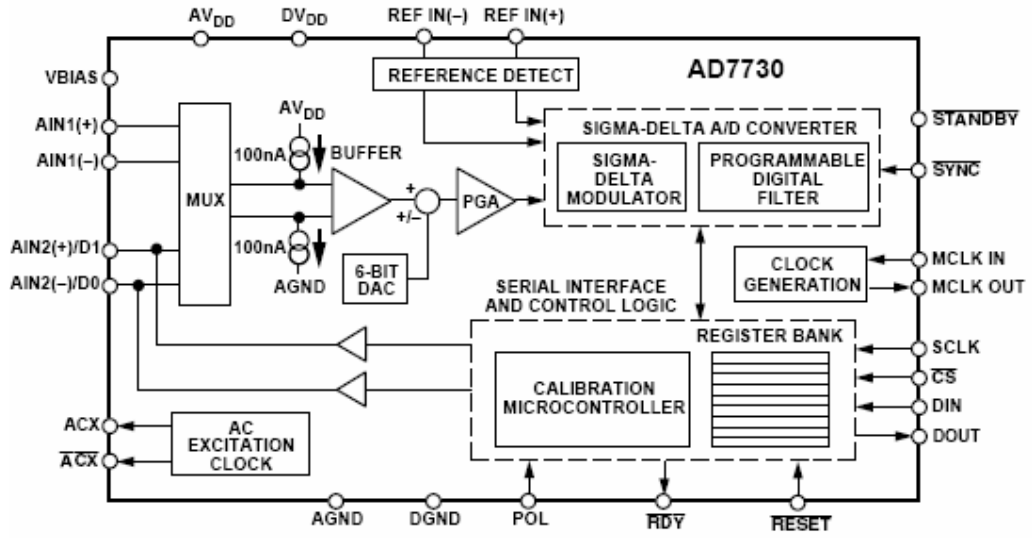 AVDD
DVDD
REF IN(–)
REF IN(+)
VBIAS
REFERENCE DETECT
AD7730
AIN1(+)
AIN1(–)
AVDD
100nA
BUFFER
MUX
SIGMA-DELTA A/D CONVERTER
SIGMA-
DELTA
MODULATOR
PROGRAMMABLE
DIGITAL
FILTER
STANDBY
SYNC
+
+/–
PGA
100nA
AGND
6-BIT
DAC
AIN2(+)/D1
AIN2(–)/D0
SERIAL INTERFACE
AND CONTROL LOGIC
CLOCK
GENERATION
MCLK IN
MCLK OUT
REGISTER BANK
CALIBRATION
MICROCONTROLLER
SCLK
CS
DIN
DOUT
ACX
ACX
AC
EXCITATION
CLOCK
AGND
DGND
POL
RDY
RESET